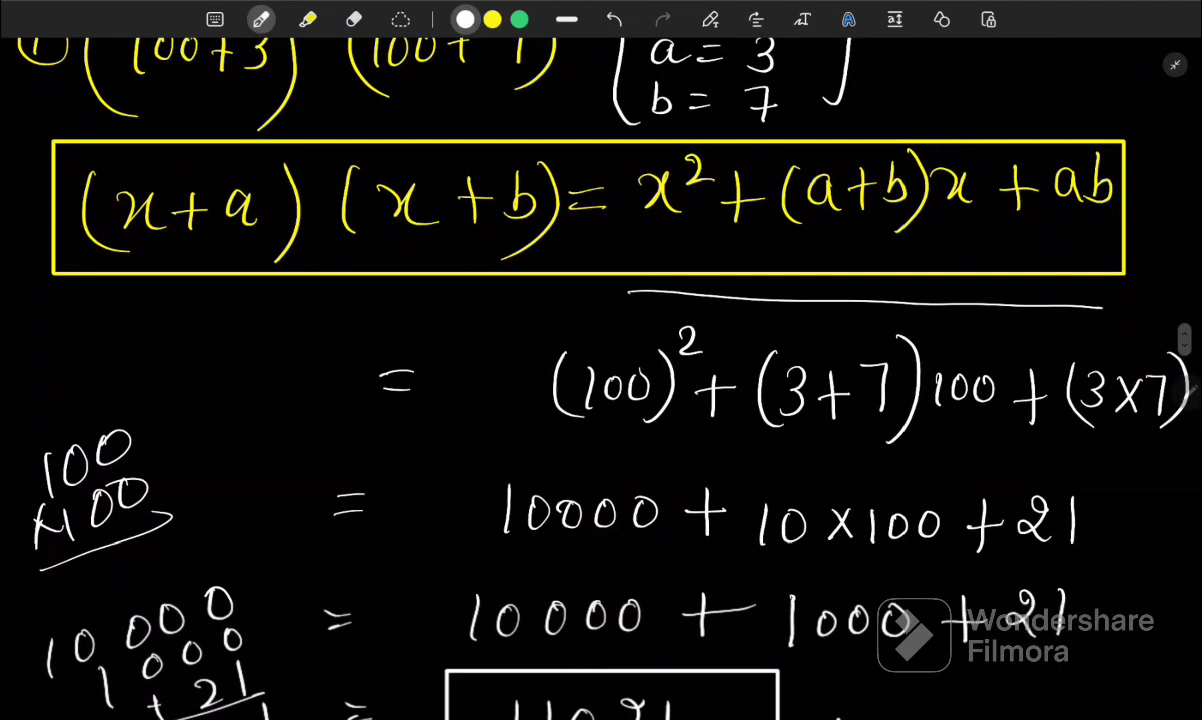 ① (100+3) (100+7) a = 3
b = 7
(x+a) (x+b) = x² + (a+b)x + ab
= (100)² + (3+7)100 + (3×7)
100
×100
= 10000 + 10×100 + 21
= 10000 + 1000 + 21
10000
1000
+ 21
=
Wondershare
Filmora